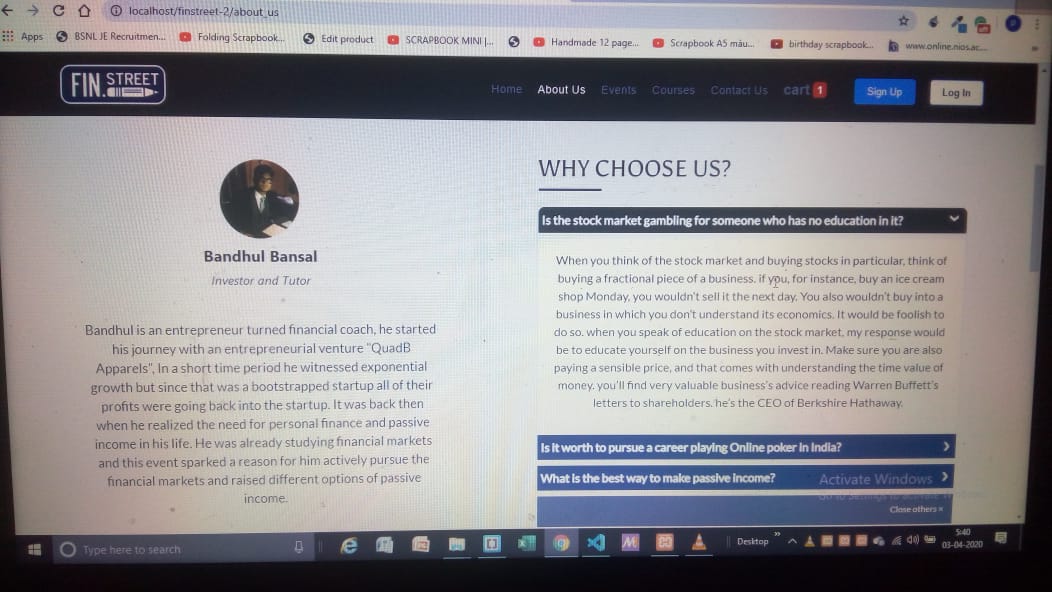 localhost/finstreet-2/about_us
Apps
BSNL JE Recruitmen...
Folding Scrapbook...
Edit product
SCRAPBOOK MINI |...
Handmade 12 page...
Scrapbook A5 màu...
birthday scrapbook...
www.online.nios.ac....
FIN.STREET
Home
About Us
Events
Courses
Contact Us
cart 1
Sign Up
Log In
Bandhul Bansal
Investor and Tutor
Bandhul is an entrepreneur turned financial coach, he started
his journey with an entrepreneurial venture "QuadB
Apparels", In a short time period he witnessed exponential
growth but since that was a bootstrapped startup all of their
profits were going back into the startup. It was back then
when he realized the need for personal finance and passive
income in his life. He was already studying financial markets
and this event sparked a reason for him actively pursue the
financial markets and raised different options of passive
income.
WHY CHOOSE US?
Is the stock market gambling for someone who has no education in it?
When you think of the stock market and buying stocks in particular, think of
buying a fractional piece of a business. if you, for instance, buy an ice cream
shop Monday, you wouldn't sell it the next day. You also wouldn't buy into a
business in which you don't understand its economics. It would be foolish to
do so. when you speak of education on the stock market, my response would
be to educate yourself on the business you invest in. Make sure you are also
paying a sensible price, and that comes with understanding the time value of
money. you'll find very valuable business's advice reading Warren Buffett's
letters to shareholders. he's the CEO of Berkshire Hathaway.
Is it worth to pursue a career playing Online poker in India?
What is the best way to make passive income?
Activate Windows
Go to Settings to activate Windows.
Close others ×
Type here to search
Desktop
5:40
03-04-2020